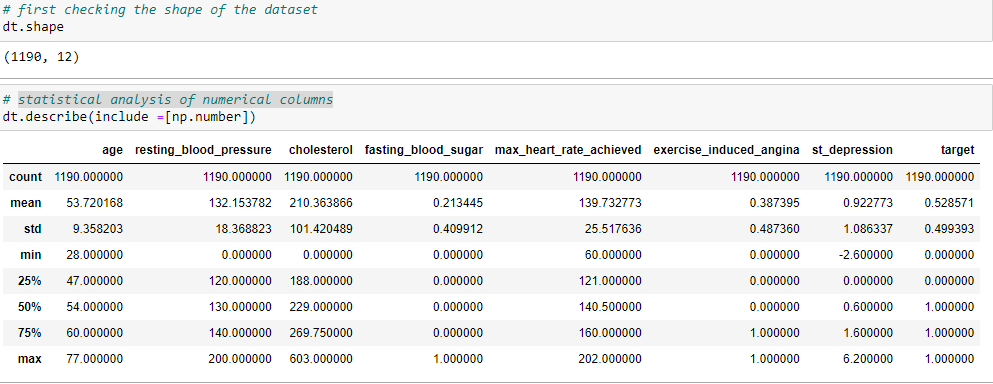 # first checking the shape of the dataset
dt.shape
(1190, 12)
# statistical analysis of numerical columns
dt.describe(include =[np.number])
age resting_blood_pressure cholesterol fasting_blood_sugar max_heart_rate_achieved exercise_induced_angina st_depression target
count 1190.000000 1190.000000 1190.000000 1190.000000 1190.000000 1190.000000 1190.000000 1190.000000
mean 53.720168 132.153782 210.363866 0.213445 139.732773 0.387395 0.922773 0.528571
std 9.358203 18.368823 101.420489 0.409912 25.517636 0.487360 1.086337 0.499393
min 28.000000 0.000000 0.000000 0.000000 60.000000 0.000000 -2.600000 0.000000
25% 47.000000 120.000000 188.000000 0.000000 121.000000 0.000000 0.000000 0.000000
50% 54.000000 130.000000 229.000000 0.000000 140.500000 0.000000 0.600000 1.000000
75% 60.000000 140.000000 269.750000 0.000000 160.000000 1.000000 1.600000 1.000000
max 77.000000 200.000000 603.000000 1.000000 202.000000 1.000000 6.200000 1.000000